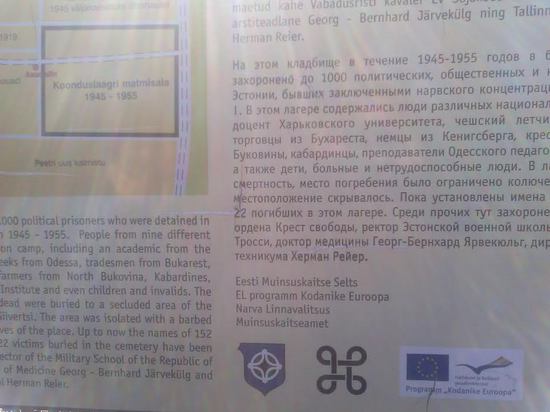 1945
1919
Koonduslaagri matmisala
1945 - 1955
Peetri uus kalmistu
maetud kahe Vabadusristi kavaler EV
arstiteadlane Georg - Bernhard Järvekülg ning Tallinn
Herman Reier.
На этом кладбище в течение 1945-1955 годов в б
захоронено до 1000 политических, общественных и
Эстонии, бывших заключенными нарвского концентрац
1. В этом лагере содержались люди различных национал
доцент Харьковского университета, чешский летчи
торговцы из Бухареста, немцы из Кенигсберга, крес
Буковины, кабардинцы, преподаватели Одесского педаго
а также дети, больные и нетрудоспособные люди. В ла
смертность, место погребения было ограничено колюче
местоположение скрывалось. Пока установлены имена
22 погибших в этом лагере. Среди прочих тут захороне
ордена Крест свободы, ректор Эстонской военной школы
Тросси, доктор медицины Георг-Бернхард Ярвекюльг, дир
техникума Херман Рейер.
000 political prisoners who were detained in
1945 - 1955. People from nine different
on camp, including an academic from the
eeks from Odessa, tradesmen from Bukarest,
farmers from North Bukovina, Kabardines,
Institute and even children and invalids. The
dead were buried to a secluded area of the
Siivertsi. The area was isolated with a barbed
ves of the place. Up to now the names of 152
22 victims buried in the cemetery have been
ector of the Military School of the Republic of
of Medicine Georg - Bernhard Järvekülg and
l Herman Reier.
Eesti Muinsuskaitse Selts
EL programm Kodanike Euroopa
Narva Linnavalitsus
Muinsuskaitseamet
Programm „Kodanike Euroopa"